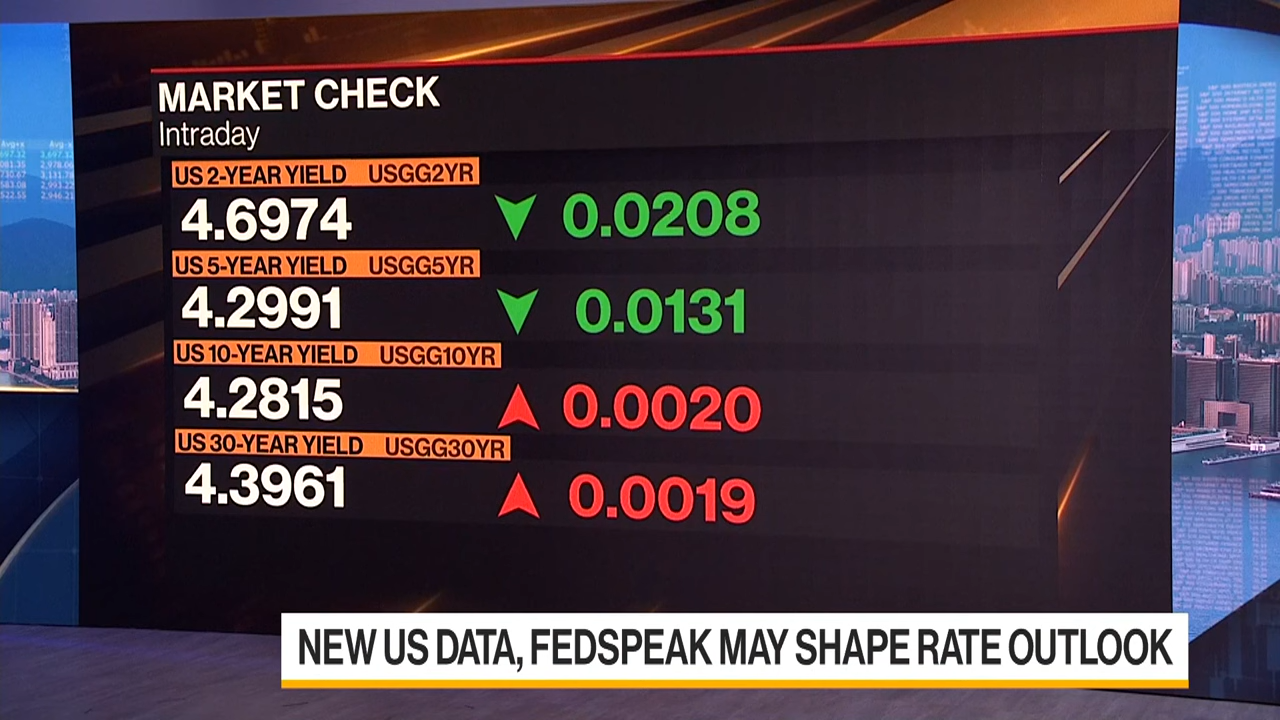 MARKET CHECK
Intraday
US 2-YEAR YIELD USGG2YR
4.6974 ▼ 0.0208
US 5-YEAR YIELD USGG5YR
4.2991 ▼ 0.0131
US 10-YEAR YIELD USGG10YR
4.2815 ▲ 0.0020
US 30-YEAR YIELD USGG30YR
4.3961 ▲ 0.0019
NEW US DATA, FEDSPEAK MAY SHAPE RATE OUTLOOK